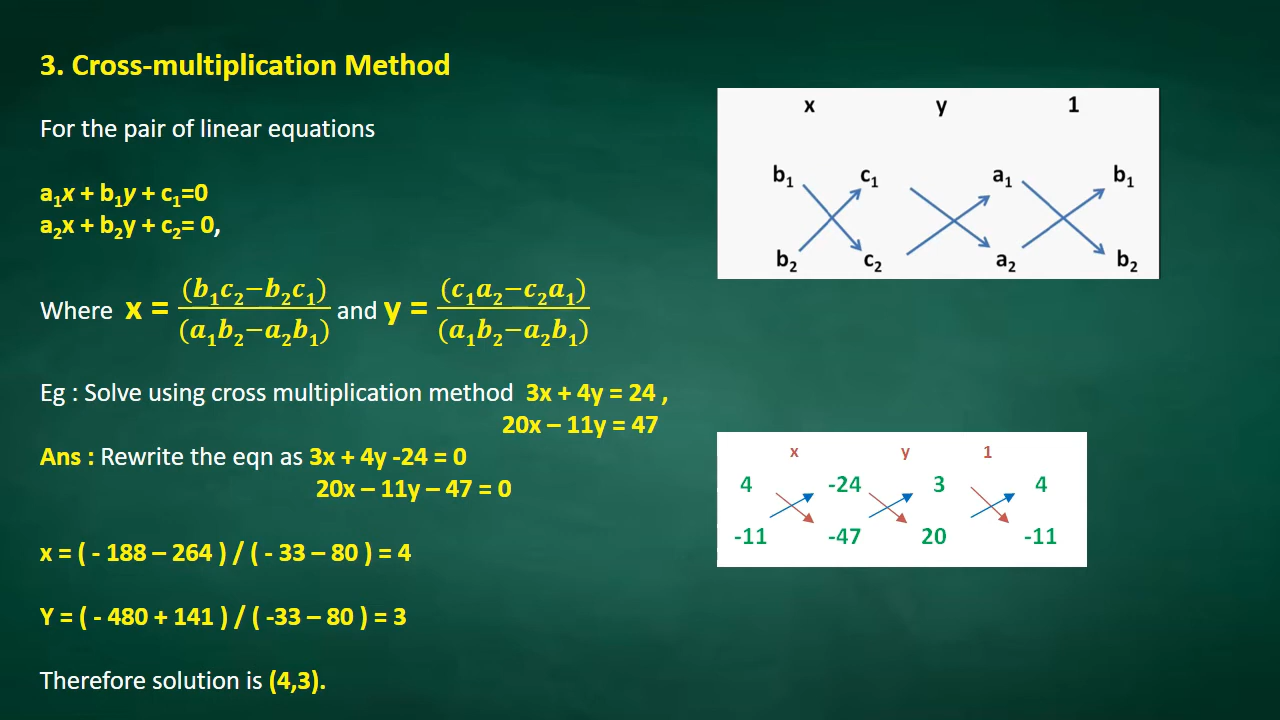 3. Cross-multiplication Method
For the pair of linear equations
a₁x + b₁y + c₁=0
a₂x + b₂y + c₂= 0,
Where x = (b₁c₂−b₂c₁) / (a₁b₂−a₂b₁) and y = (c₁a₂−c₂a₁) / (a₁b₂−a₂b₁)
Eg : Solve using cross multiplication method 3x + 4y = 24 ,
20x – 11y = 47
Ans : Rewrite the eqn as 3x + 4y -24 = 0
20x – 11y – 47 = 0
x = ( - 188 – 264 ) / ( - 33 – 80 ) = 4
Y = ( - 480 + 141 ) / ( -33 – 80 ) = 3
Therefore solution is (4,3).
x y 1
b₁ c₁ a₁ b₁
b₂ c₂ a₂ b₂
x y 1
4 -24 3 4
-11 -47 20 -11